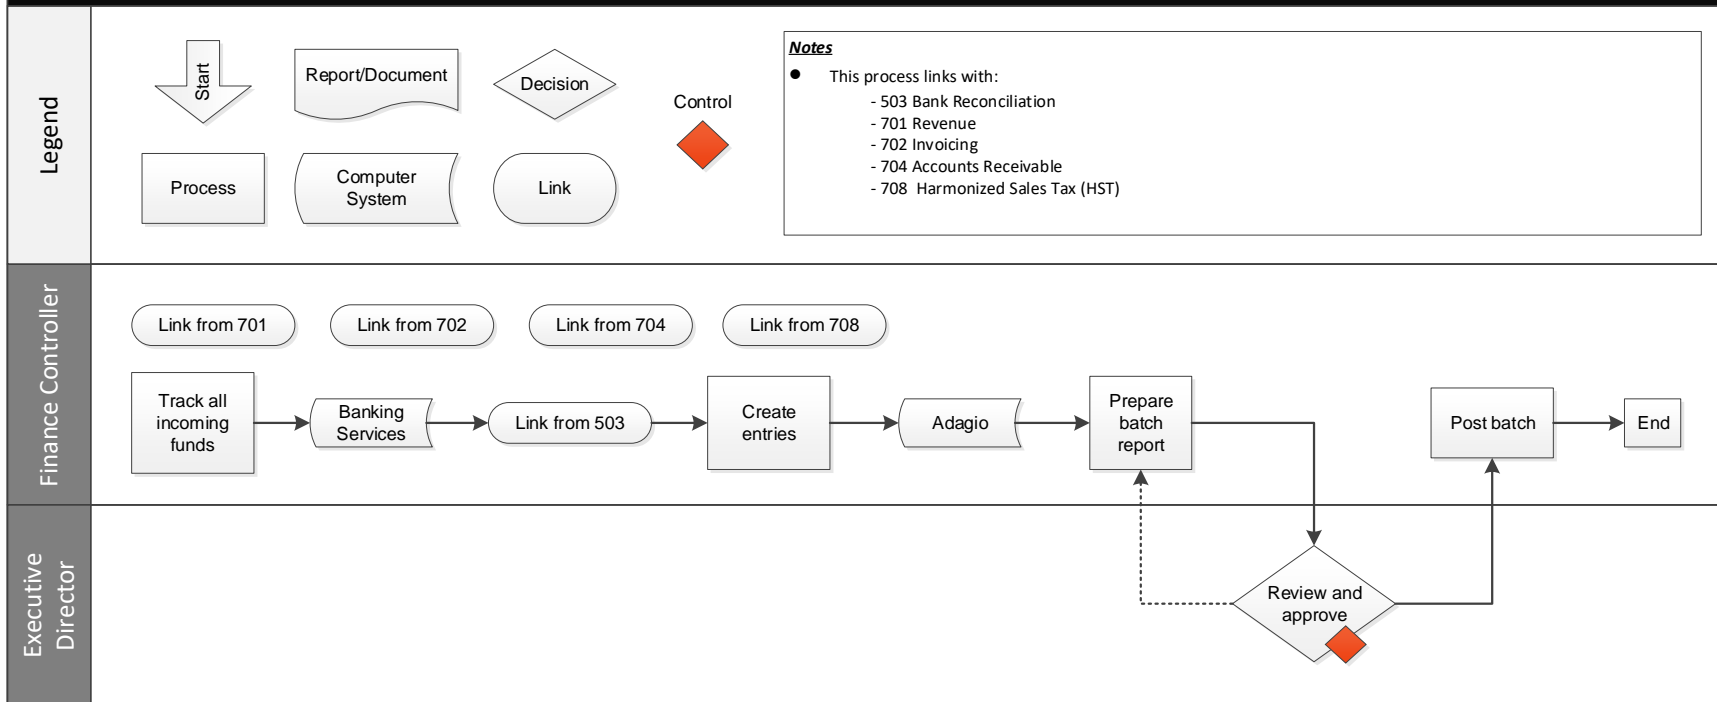 Legend
Start
Report/Document
Decision
Control
Process
Computer
System
Link
Notes
● This process links with:
- 503 Bank Reconciliation
- 701 Revenue
- 702 Invoicing
- 704 Accounts Receivable
- 708  Harmonized Sales Tax (HST)
Finance Controller
Link from 701
Link from 702
Link from 704
Link from 708
Track all
incoming
funds
Banking
Services
Link from 503
Create
entries
Adagio
Prepare
batch
report
Post batch
End
Executive
Director
Review and
approve